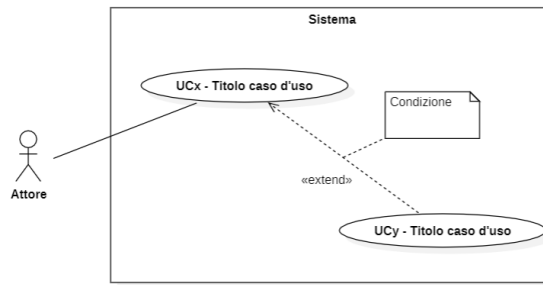 Sistema
UCx - Titolo caso d'uso
Condizione
Attore
«extend»
UCy - Titolo caso d'uso